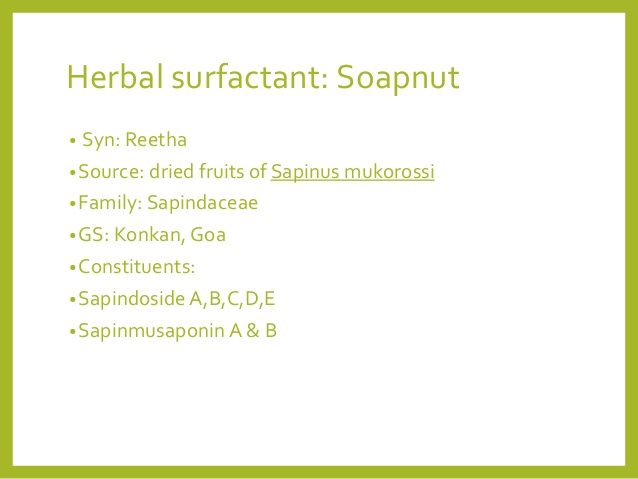 Herbal surfactant: Soapnut
• Syn: Reetha
• Source: dried fruits of Sapinus mukorossi
• Family: Sapindaceae
• GS: Konkan, Goa
• Constituents:
• Sapindoside A,B,C,D,E
• Sapinmusaponin A & B